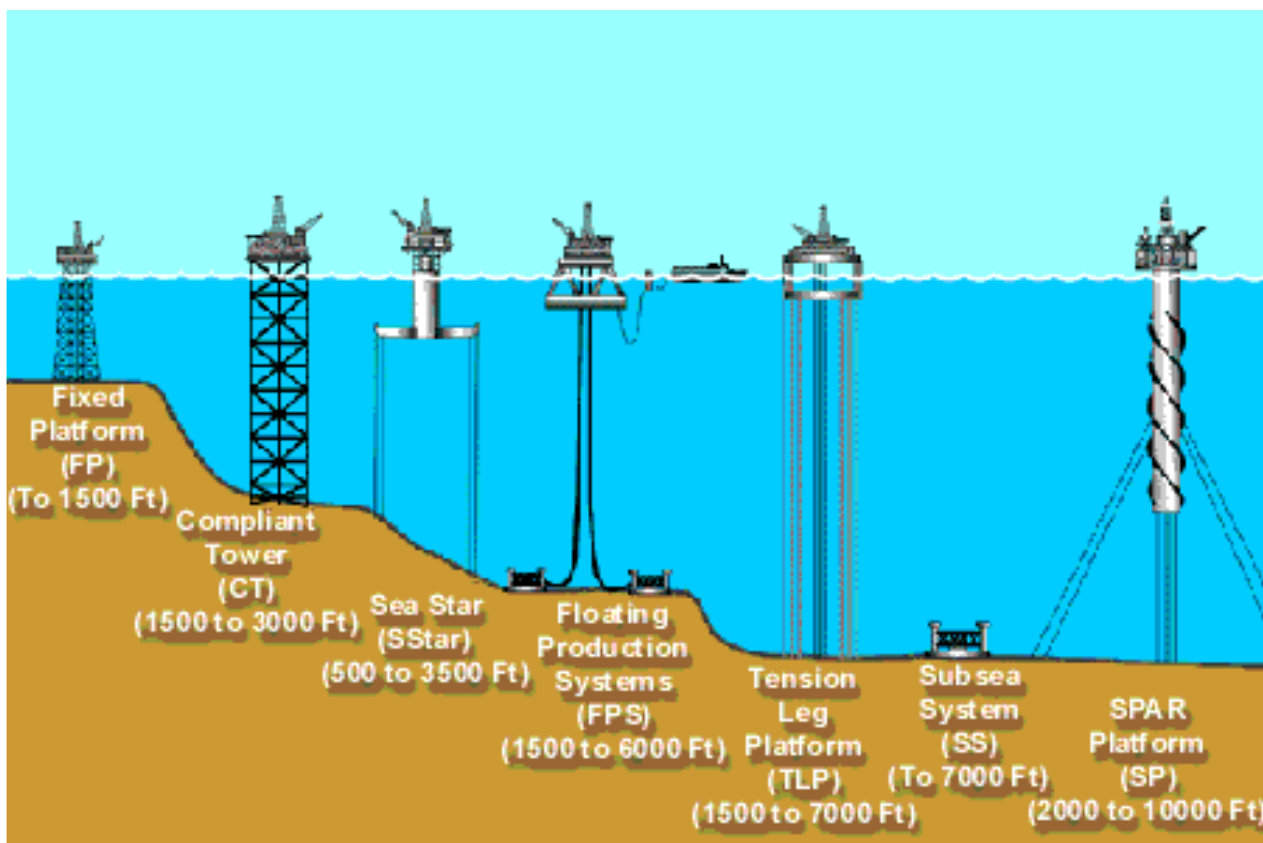 Fixed
Platform
(FP)
(To 1500 Ft)
Compliant
Tower
(CT)
(1500 to 3000 Ft)
Sea Star
(SStar)
(500 to 3500 Ft)
Floating
Production
Systems
(FPS)
(1500 to 6000 Ft)
Tension
Leg
Platform
(TLP)
(1500 to 7000 Ft)
Subsea
System
(SS)
(To 7000 Ft)
SPAR
Platform
(SP)
(2000 to 10000 Ft)